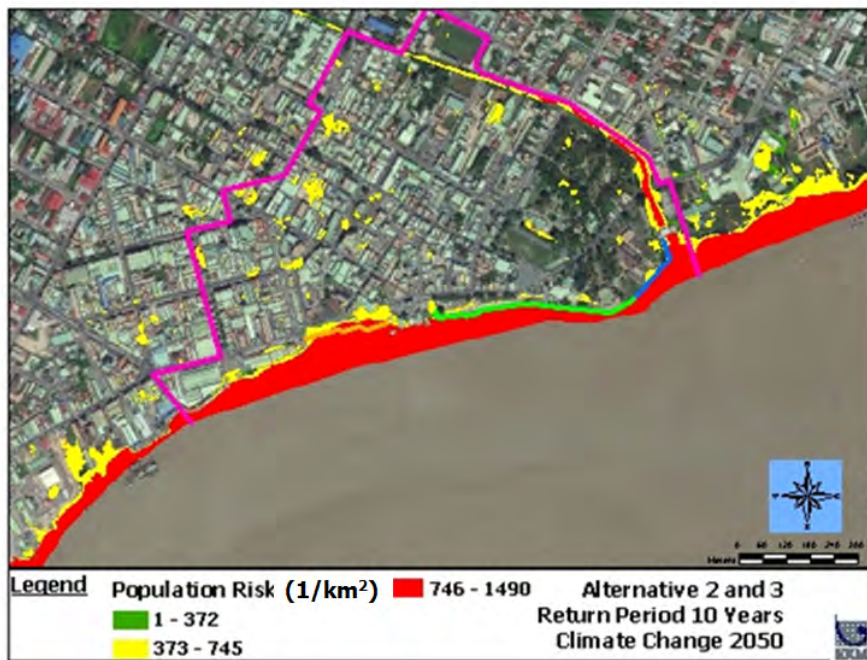 Legend
Population Risk (1/km²)
1 - 372
373 - 745
746 - 1490
Alternative 2 and 3
Return Period 10 Years
Climate Change 2050